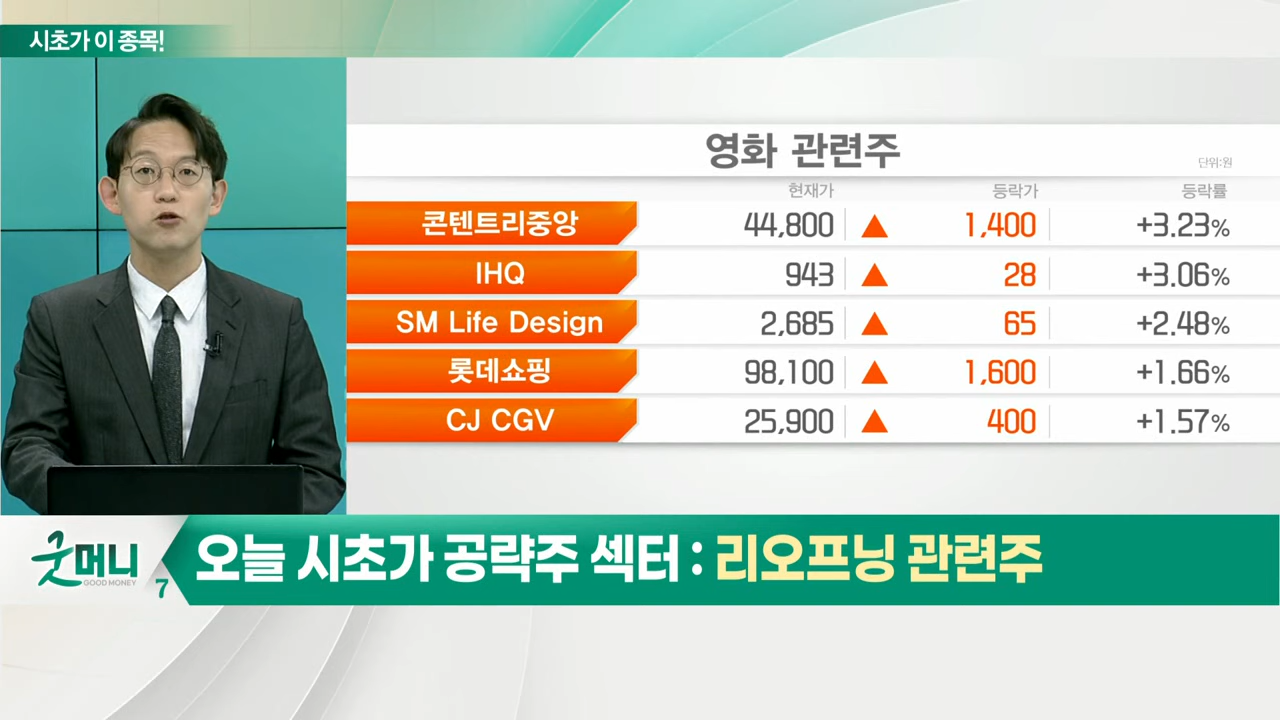 시초가 이 종목!
영화 관련주
단위:원
현재가 등락가 등락률
콘텐트리중앙 44,800 ▲ 1,400 +3.23%
IHQ 943 ▲ 28 +3.06%
SM Life Design 2,685 ▲ 65 +2.48%
롯데쇼핑 98,100 ▲ 1,600 +1.66%
CJ CGV 25,900 ▲ 400 +1.57%
굿머니
GOOD MONEY
7
오늘 시초가 공략주 섹터 : 리오프닝 관련주